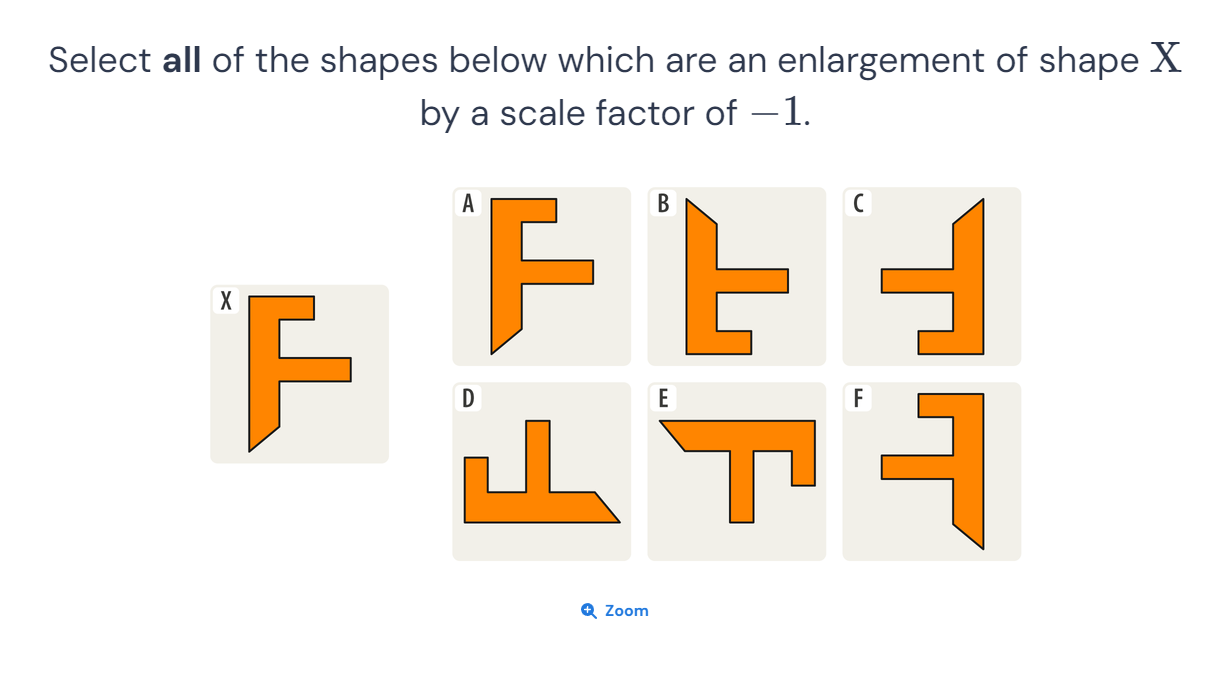 Select all of the shapes below which are an enlargement of shape X
by a scale factor of −1.
A
B
C
X
D
E
F
Zoom